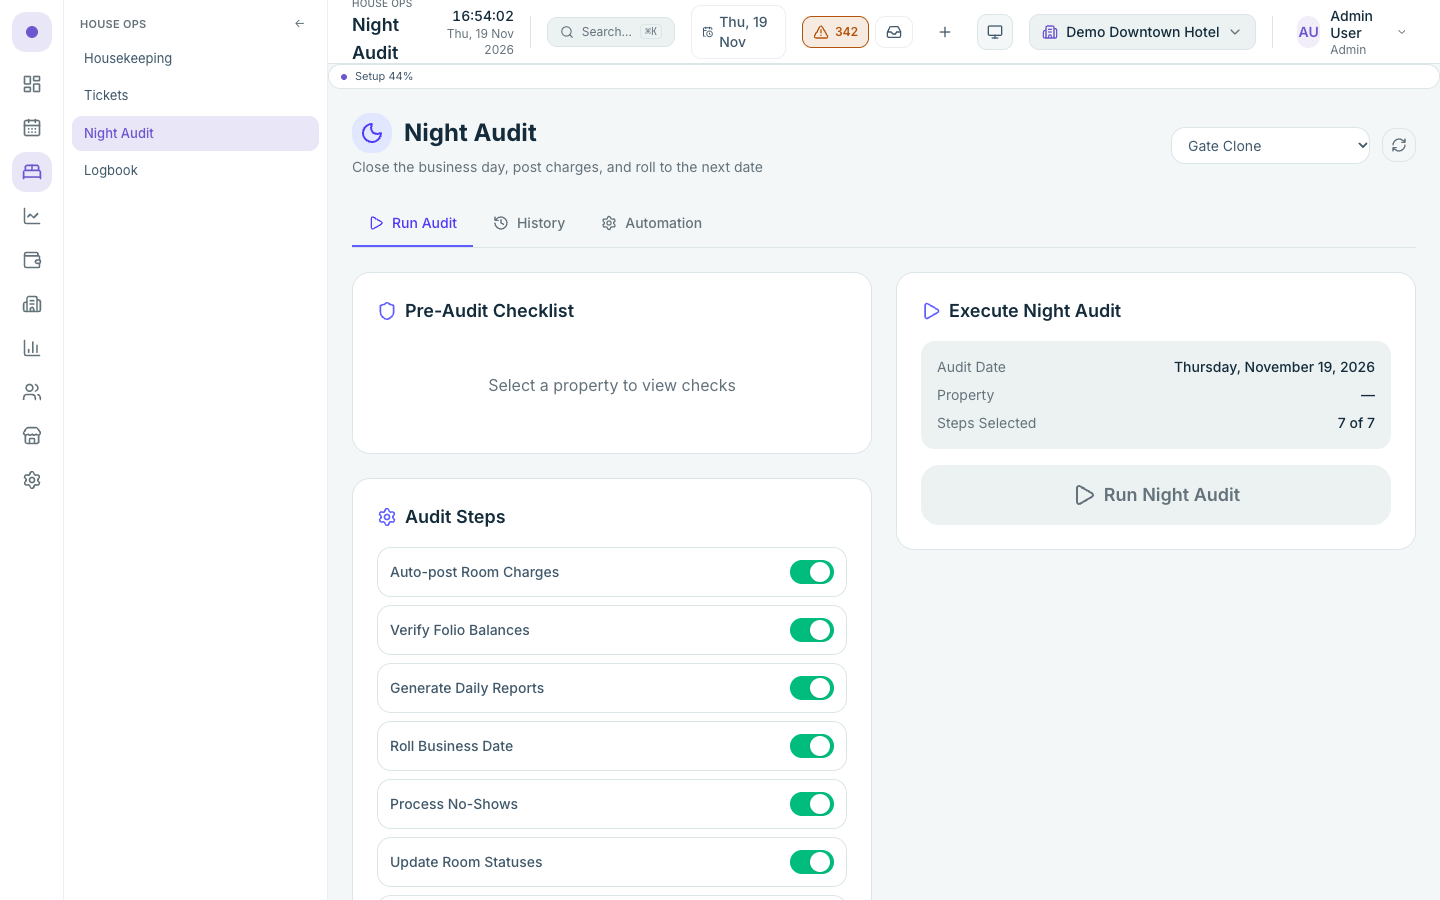 HOUSE OPS
Housekeeping
Tickets
Night Audit
Logbook
HOUSE OPS
Night
Audit
16:54:02
Thu, 19 Nov
2026
Search... ⌘K
Thu, 19
Nov
342
Demo Downtown Hotel
AU
Admin
User
Admin
Setup 44%
Night Audit
Close the business day, post charges, and roll to the next date
Gate Clone
Run Audit
History
Automation
Pre-Audit Checklist
Select a property to view checks
Audit Steps
Auto-post Room Charges
Verify Folio Balances
Generate Daily Reports
Roll Business Date
Process No-Shows
Update Room Statuses
Execute Night Audit
Audit Date Thursday, November 19, 2026
Property —
Steps Selected 7 of 7
Run Night Audit